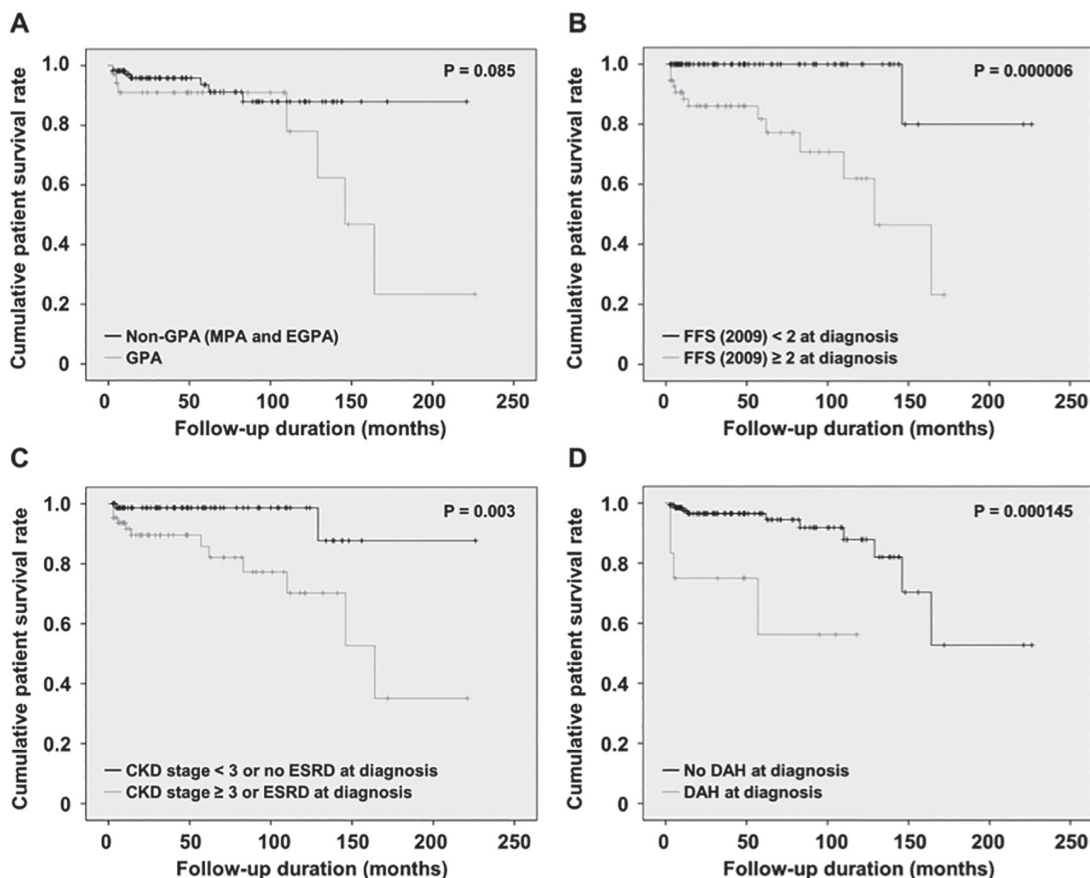 A
Cumulative patient survival rate
1.0
0.8
0.6
0.4
0.2
0
P = 0.085
Non-GPA (MPA and EGPA)
GPA
0 50 100 150 200 250
Follow-up duration (months)
B
Cumulative patient survival rate
1.0
0.8
0.6
0.4
0.2
0
P = 0.000006
FFS (2009) < 2 at diagnosis
FFS (2009) ≥ 2 at diagnosis
0 50 100 150 200 250
Follow-up duration (months)
C
Cumulative patient survival rate
1.0
0.8
0.6
0.4
0.2
0
P = 0.003
CKD stage < 3 or no ESRD at diagnosis
CKD stage ≥ 3 or ESRD at diagnosis
0 50 100 150 200 250
Follow-up duration (months)
D
Cumulative patient survival rate
1.0
0.8
0.6
0.4
0.2
0
P = 0.000145
No DAH at diagnosis
DAH at diagnosis
0 50 100 150 200 250
Follow-up duration (months)